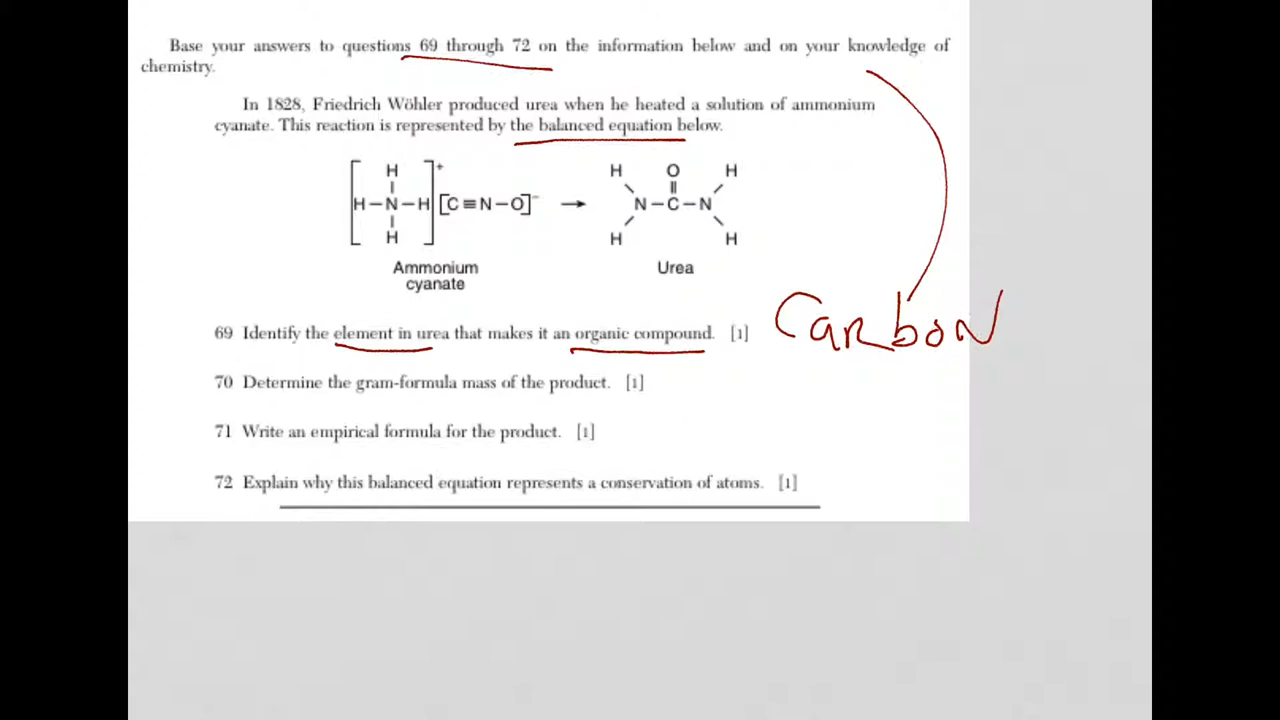 Base your answers to questions 69 through 72 on the information below and on your knowledge of
chemistry.
In 1828, Friedrich Wöhler produced urea when he heated a solution of ammonium
cyanate. This reaction is represented by the balanced equation below.
H ]+ H O H
H–N–H [C≡N–O]– → N–C–N
H H H
Ammonium Urea
cyanate
69 Identify the element in urea that makes it an organic compound. [1] Carbon
70 Determine the gram-formula mass of the product. [1]
71 Write an empirical formula for the product. [1]
72 Explain why this balanced equation represents a conservation of atoms. [1]